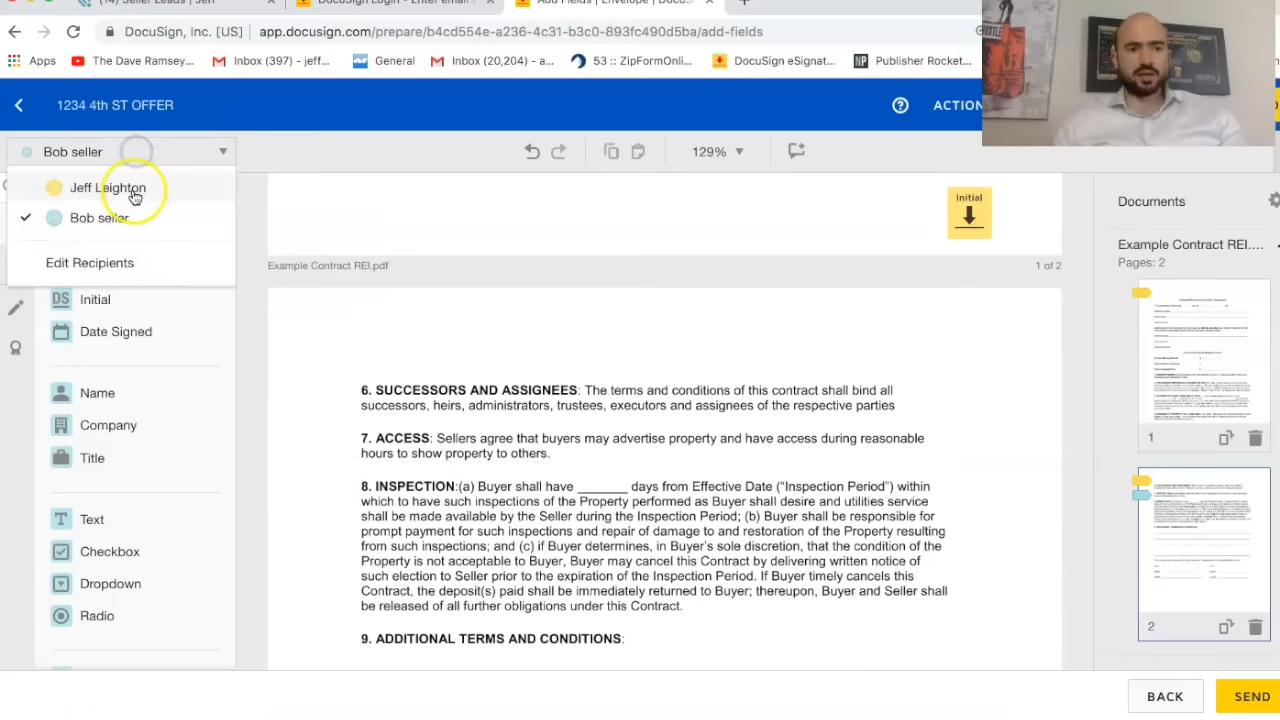 (14) Seller Leads | Jeff
DocuSign Login - Enter email
Add Fields | Envelope | DocuSign
DocuSign, Inc. [US] app.docusign.com/prepare/b4cd554e-a236-4c31-b3c0-893fc490d5ba/add-fields
Apps The Dave Ramsey... Inbox (397) - jeff... General Inbox (20,204) - a... 53 :: ZipFormOnli... DocuSign eSignat... Publisher Rocket...
1234 4th ST OFFER
ACTION
Bob seller
129%
Jeff Leighton
Bob seller
Edit Recipients
DS Initial
Date Signed
Name
Company
Title
T Text
Checkbox
Dropdown
Radio
Initial
Example Contract REI.pdf 1 of 2
6. SUCCESSORS AND ASSIGNEES: The terms and conditions of this contract shall bind all
successors, heirs, administrators, trustees, executors and assignees of the respective parties
7. ACCESS: Sellers agree that buyers may advertise property and have access during reasonable
hours to show property to others.
8. INSPECTION (a) Buyer shall have _______ days from Effective Date (“Inspection Period”) within
which to have such inspections of the Property performed as Buyer shall desire and utilities service
shall be made available by the Seller during the Inspection Period; (b) Buyer shall be responsible for
prompt payment for such inspections and repair of damage to and restoration of the Property resulting
from such inspections; and (c) if Buyer determines, in Buyer’s sole discretion, that the condition of the
Property is not acceptable to Buyer, Buyer may cancel this Contract by delivering written notice of
such election to Seller prior to the expiration of the Inspection Period. If Buyer timely cancels this
Contract, the deposit(s) paid shall be immediately returned to Buyer; thereupon, Buyer and Seller shall
be released of all further obligations under this Contract.
9. ADDITIONAL TERMS AND CONDITIONS:
Documents
Example Contract REI....
Pages: 2
1
2
BACK
SEND